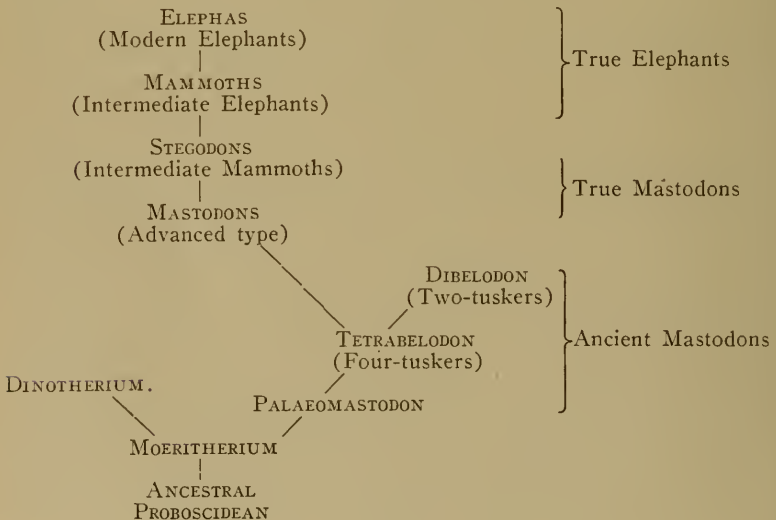 ELEPHAS
(Modern Elephants)
True Elephants
MAMMOTHS
(Intermediate Elephants)
STEGODONS
(Intermediate Mammoths)
True Mastodons
MASTODONS
(Advanced type)
DIBELODON
(Two-tuskers)
TETRABELODON
(Four-tuskers)
Ancient Mastodons
DINOTHERIUM.
PALAEOMASTODON
MOERITHERIUM
ANCESTRAL
PROBOSCIDEAN